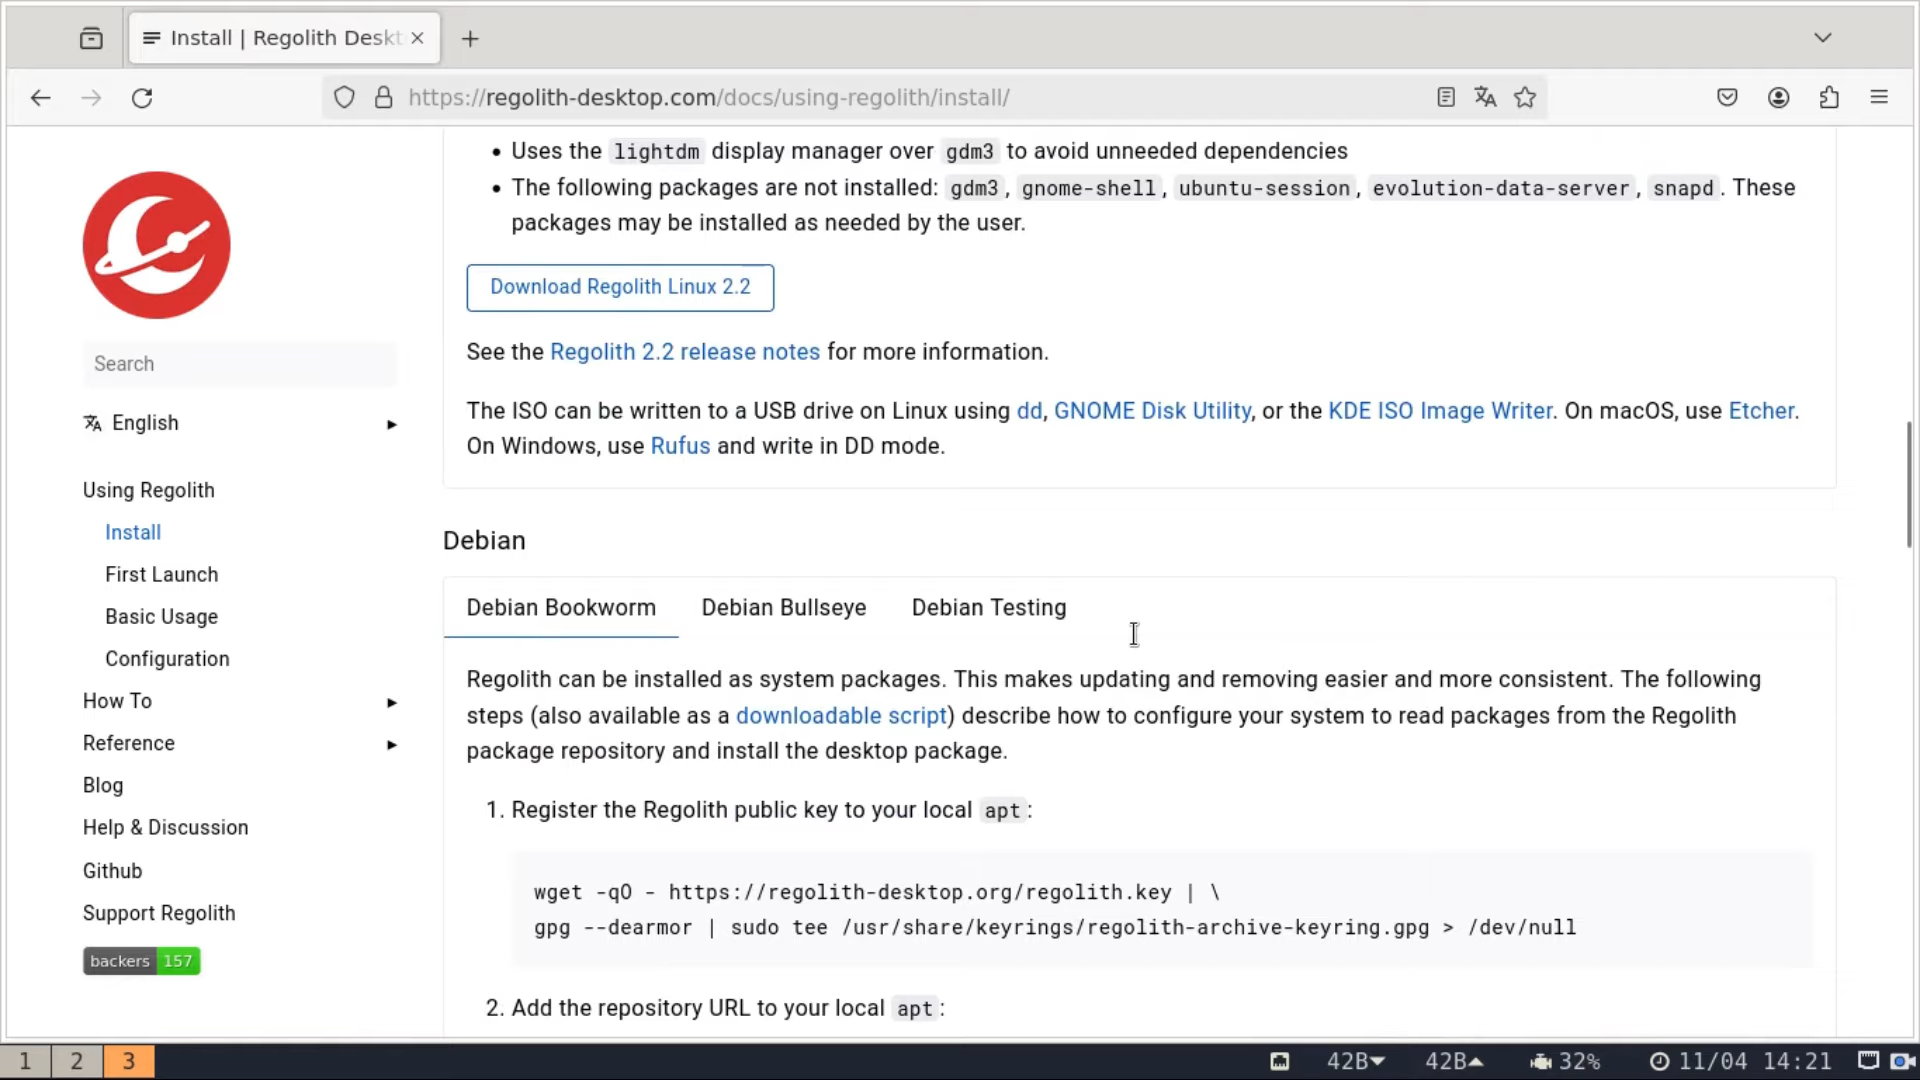 Install | Regolith Deskt
https://regolith-desktop.com/docs/using-regolith/install/
Search
English
Using Regolith
Install
First Launch
Basic Usage
Configuration
How To
Reference
Blog
Help & Discussion
Github
Support Regolith
backers 157
• Uses the lightdm display manager over gdm3 to avoid unneeded dependencies
• The following packages are not installed: gdm3, gnome-shell, ubuntu-session, evolution-data-server, snapd. These
packages may be installed as needed by the user.
Download Regolith Linux 2.2
See the Regolith 2.2 release notes for more information.
The ISO can be written to a USB drive on Linux using dd, GNOME Disk Utility, or the KDE ISO Image Writer. On macOS, use Etcher.
On Windows, use Rufus and write in DD mode.
Debian
Debian Bookworm Debian Bullseye Debian Testing
Regolith can be installed as system packages. This makes updating and removing easier and more consistent. The following
steps (also available as a downloadable script) describe how to configure your system to read packages from the Regolith
package repository and install the desktop package.
1. Register the Regolith public key to your local apt:
wget -qO - https://regolith-desktop.org/regolith.key | \
gpg --dearmor | sudo tee /usr/share/keyrings/regolith-archive-keyring.gpg > /dev/null
2. Add the repository URL to your local apt:
1 2 3 42B 42B 32% 11/04 14:21